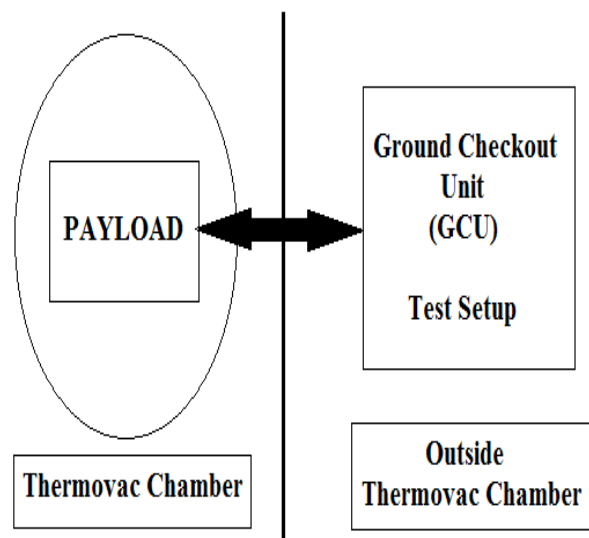 PAYLOAD
Thermovac Chamber
Ground Checkout
Unit
(GCU)
Test Setup
Outside
Thermovac Chamber